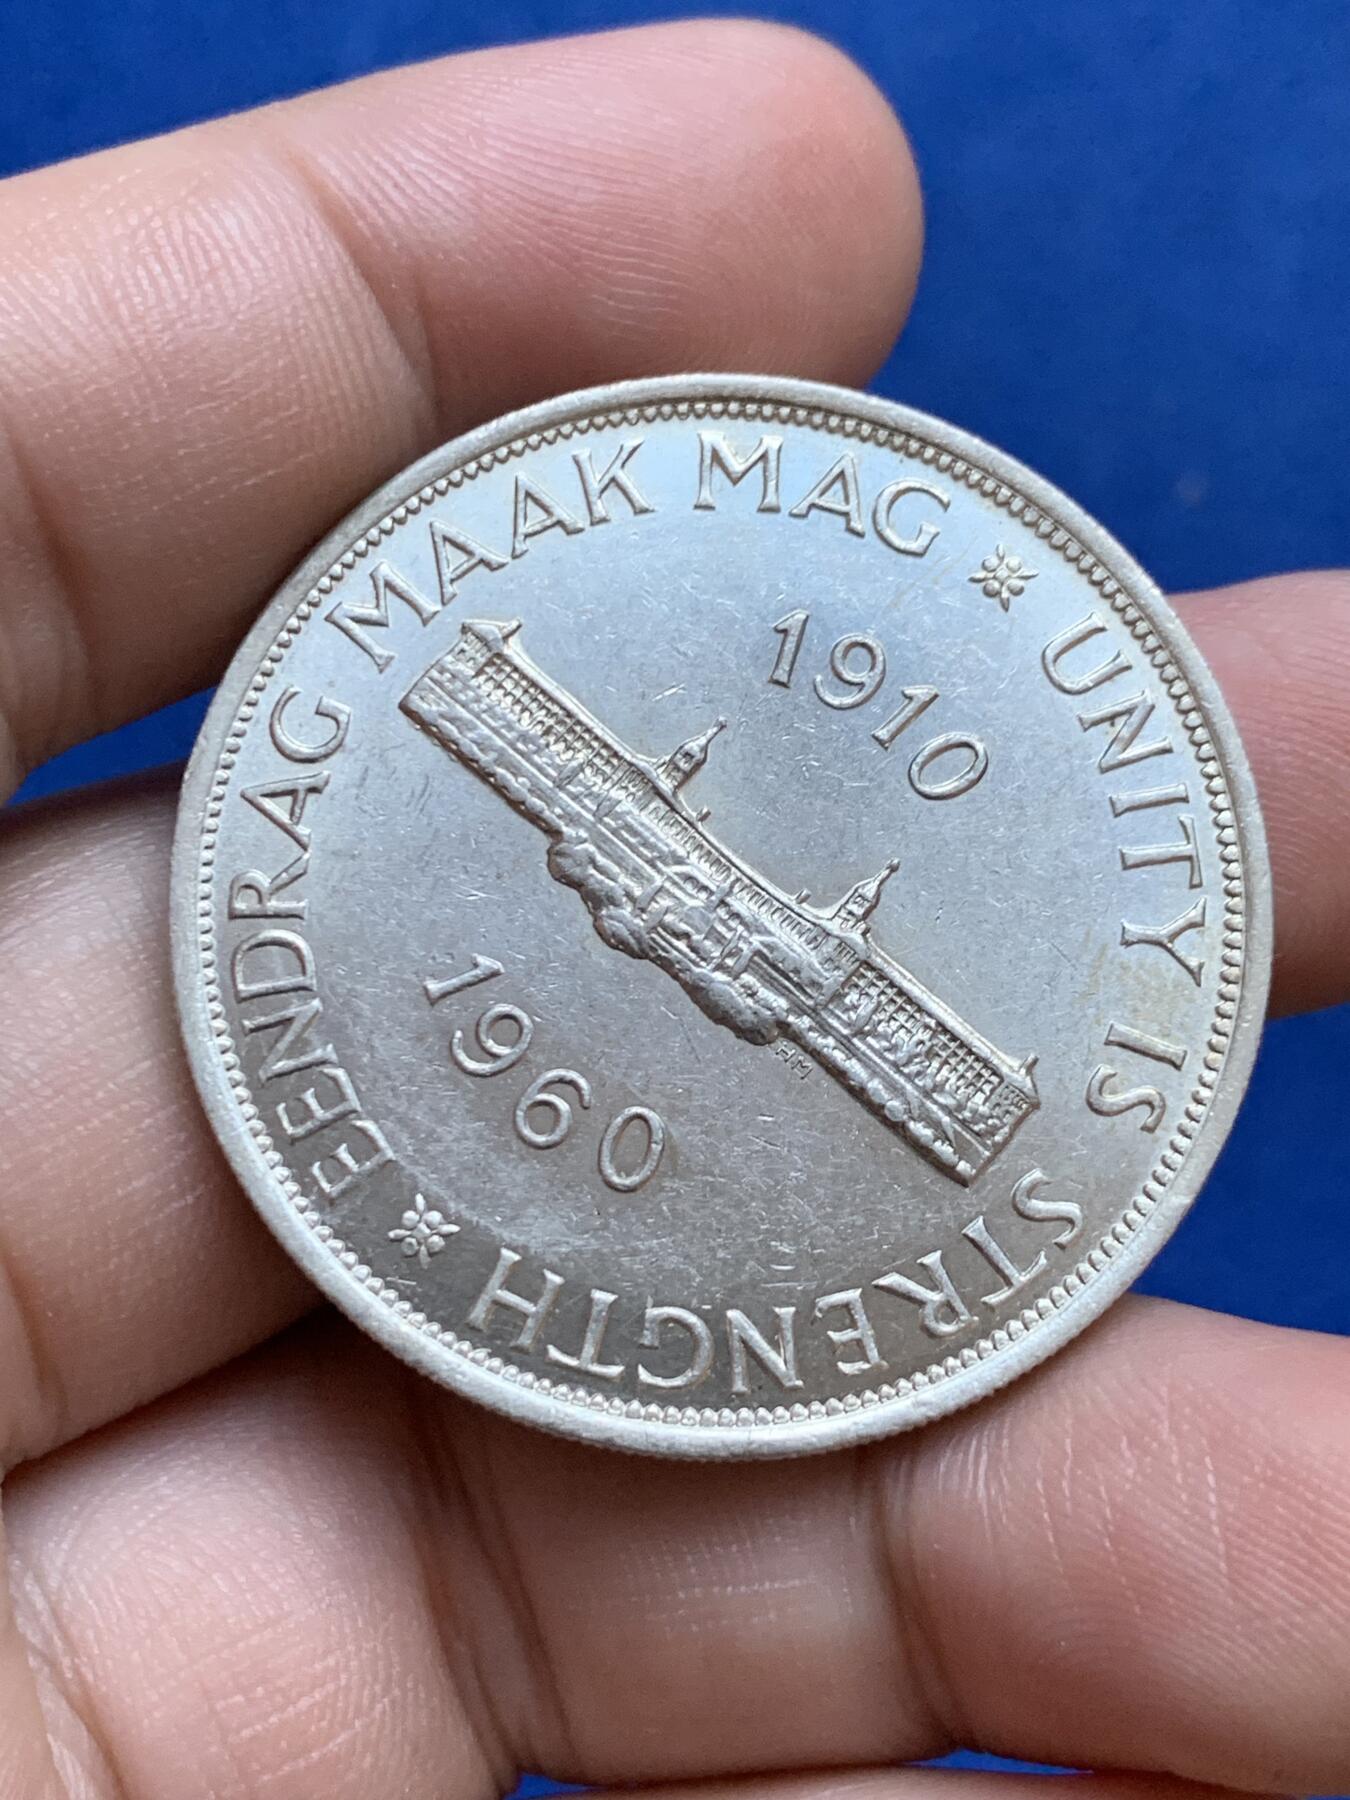 EENDRAG MAAK MAG
UNITY IS STRENGTH
1910
HM
1960